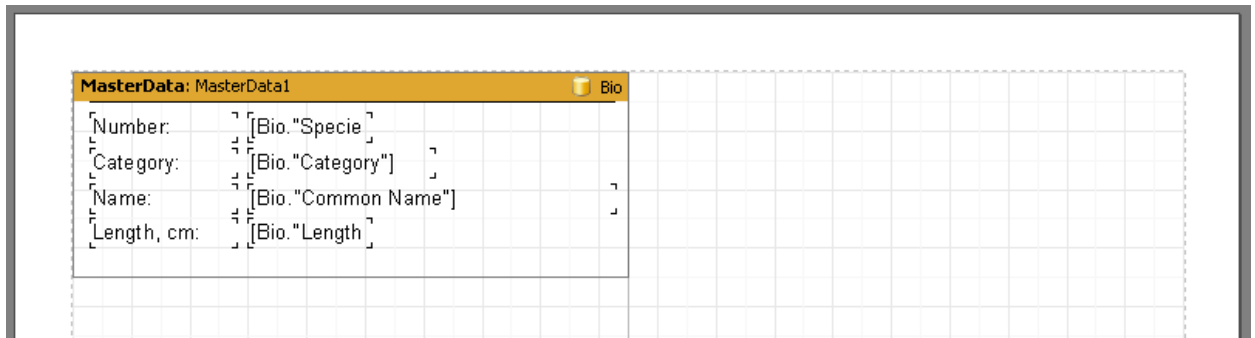 MasterData: MasterData1 Bio
Number: [Bio."Specie
Category: [Bio."Category"]
Name: [Bio."Common Name"]
Length, cm: [Bio."Length